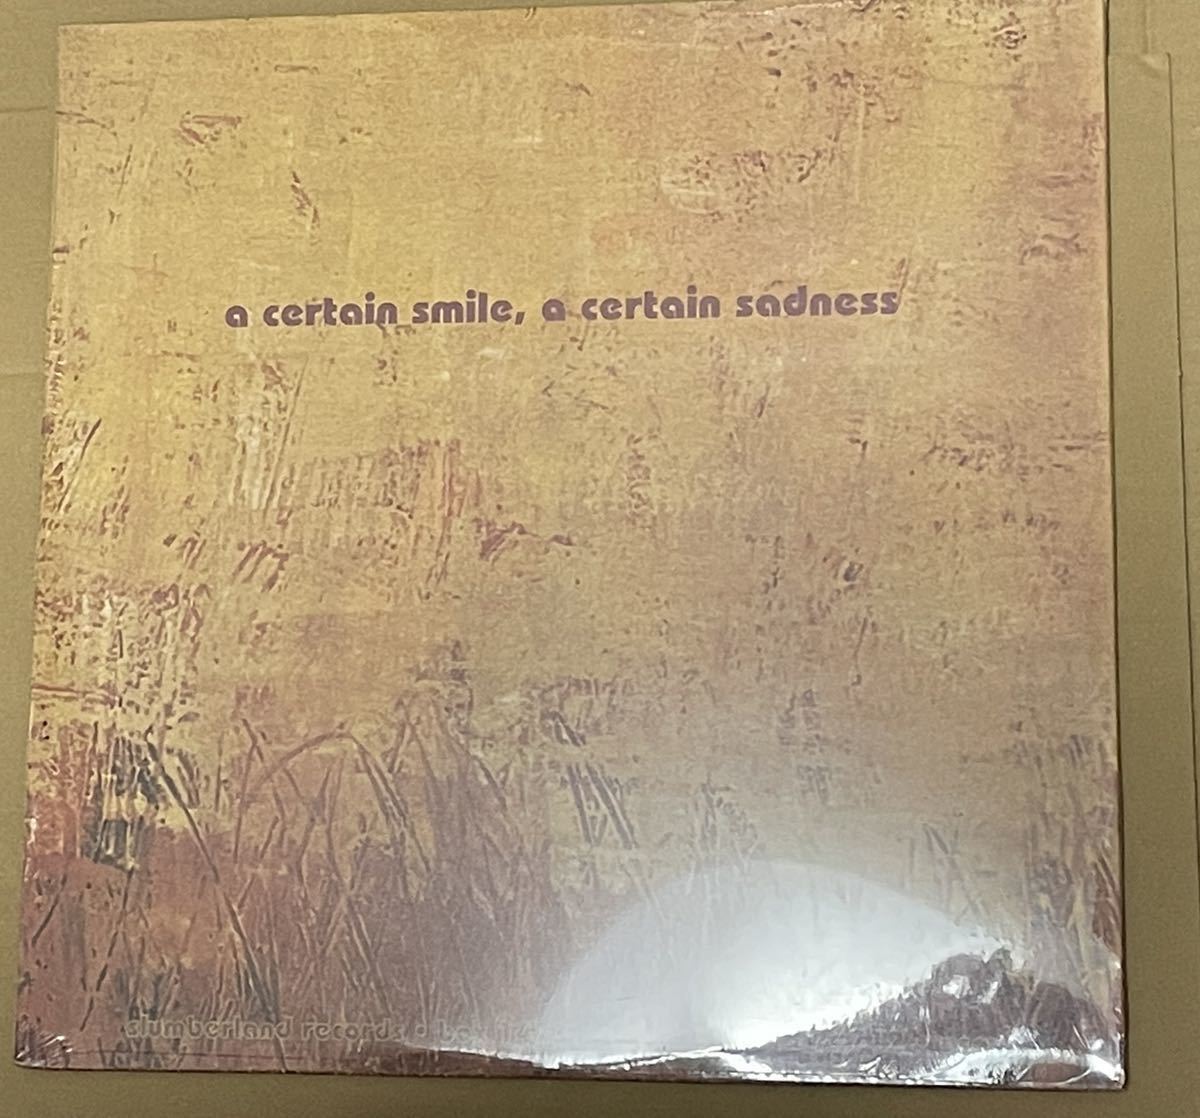 a certain smile, a certain sadness
slumberland records